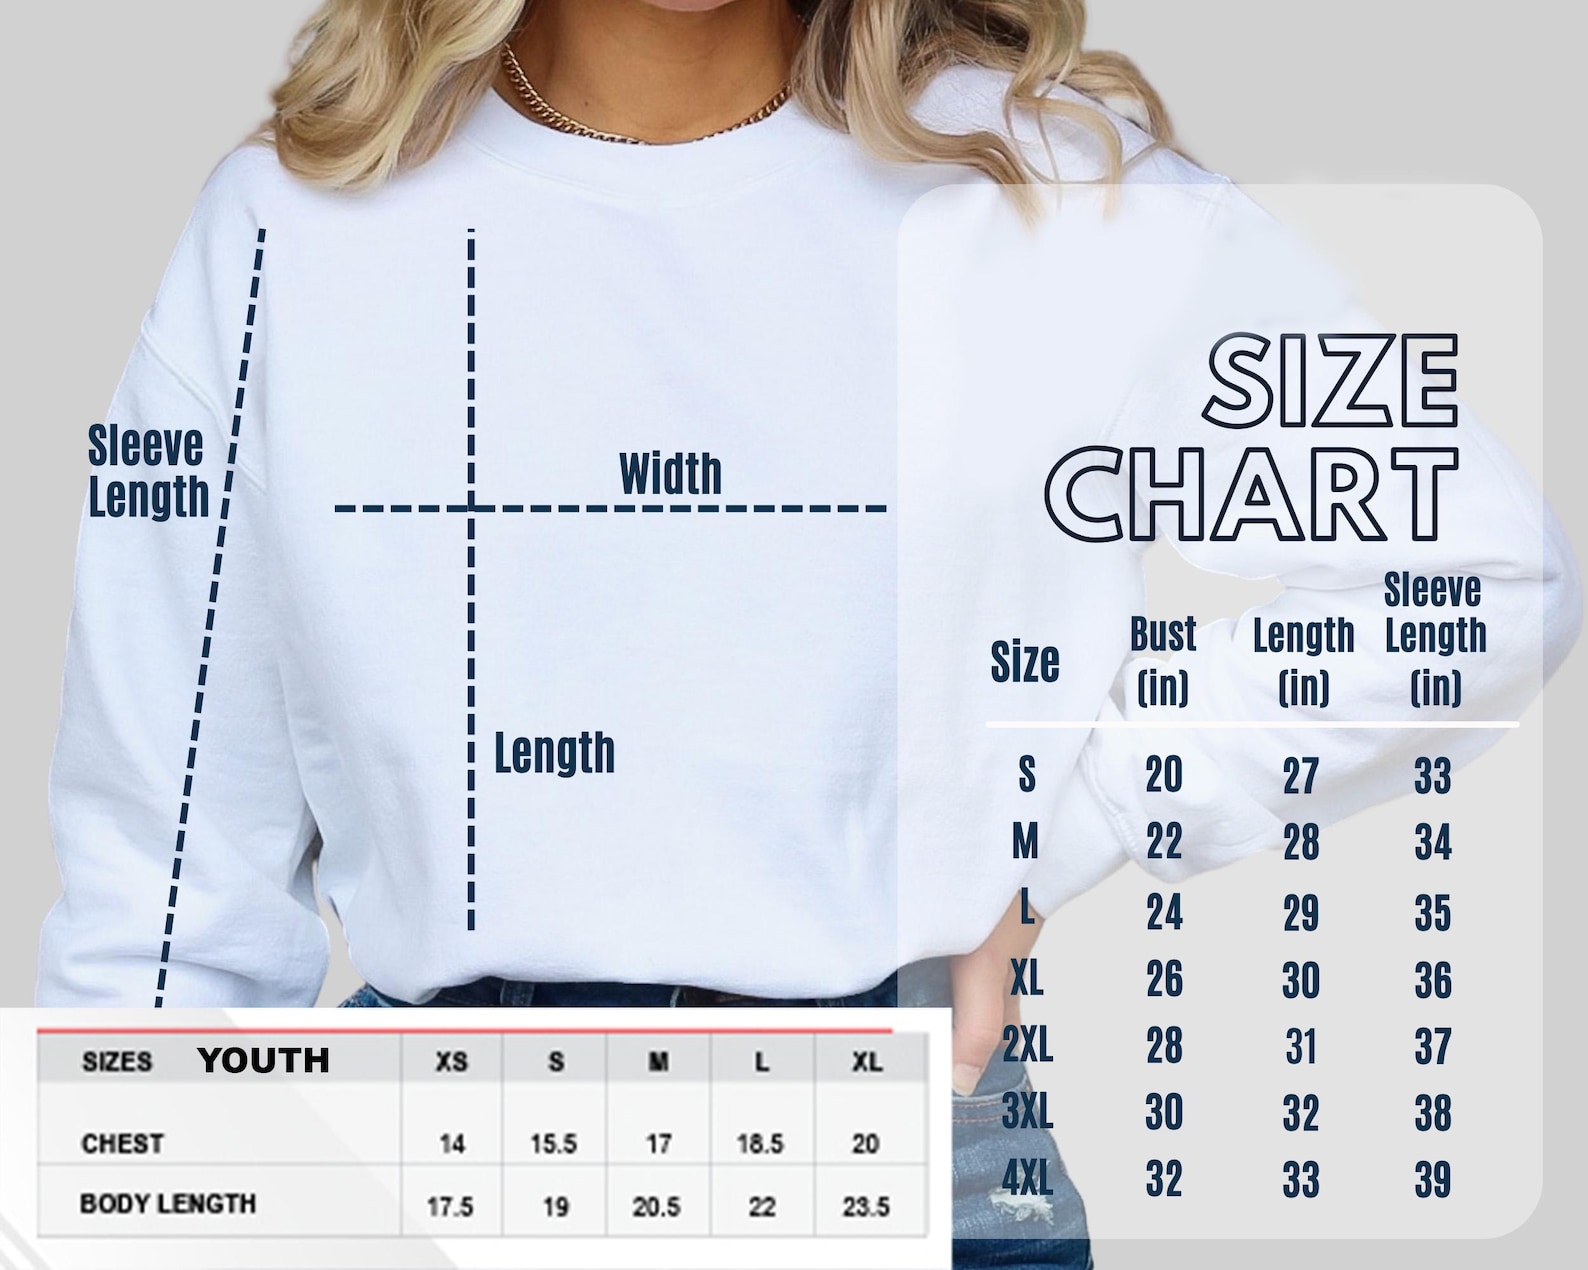 Sleeve
Length
Width
Length
SIZE
CHART
Size Bust (in) Length (in) Sleeve Length (in)
S 20 27 33
M 22 28 34
L 24 29 35
XL 26 30 36
2XL 28 31 37
3XL 30 32 38
4XL 32 33 39
SIZES YOUTH XS S M L XL
CHEST 14 15.5 17 18.5 20
BODY LENGTH 17.5 19 20.5 22 23.5